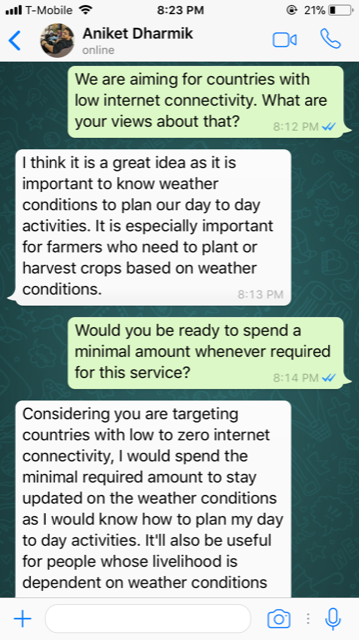 T-Mobile 8:23 PM 21%
Aniket Dharmik
online
We are aiming for countries with
low internet connectivity. What are
your views about that?
8:12 PM
I think it is a great idea as it is
important to know weather
conditions to plan our day to day
activities. It is especially important
for farmers who need to plant or
harvest crops based on weather
conditions.
8:13 PM
Would you be ready to spend a
minimal amount whenever required
for this service?
8:14 PM
Considering you are targeting
countries with low to zero internet
connectivity, I would spend the
minimal required amount to stay
updated on the weather conditions
as I would know how to plan my day
to day activities. It'll also be useful
for people whose livelihood is
dependent on weather conditions